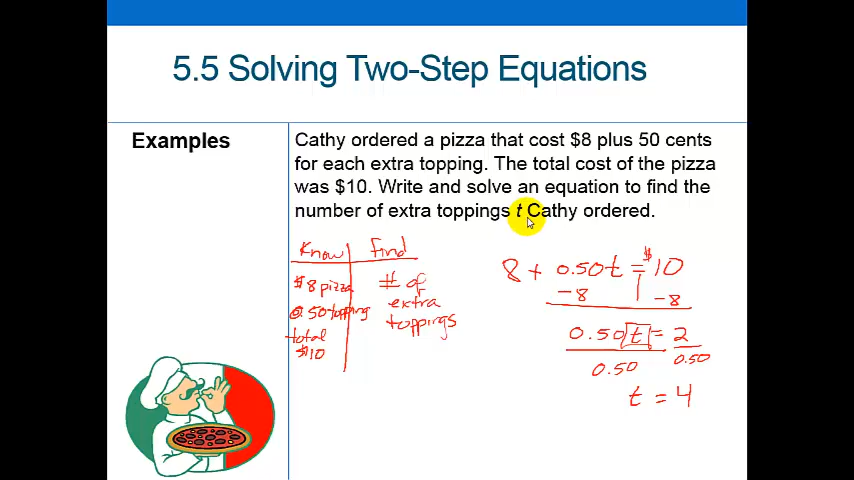 5.5 Solving Two-Step Equations
Examples
Cathy ordered a pizza that cost $8 plus 50 cents
for each extra topping. The total cost of the pizza
was $10. Write and solve an equation to find the
number of extra toppings t Cathy ordered.
Know Find
$8 pizza
0.50 topping
total
$10
# of
extra
toppings
8 + 0.50t = $10
-8 -8
0.50t = 2
0.50 0.50
t = 4